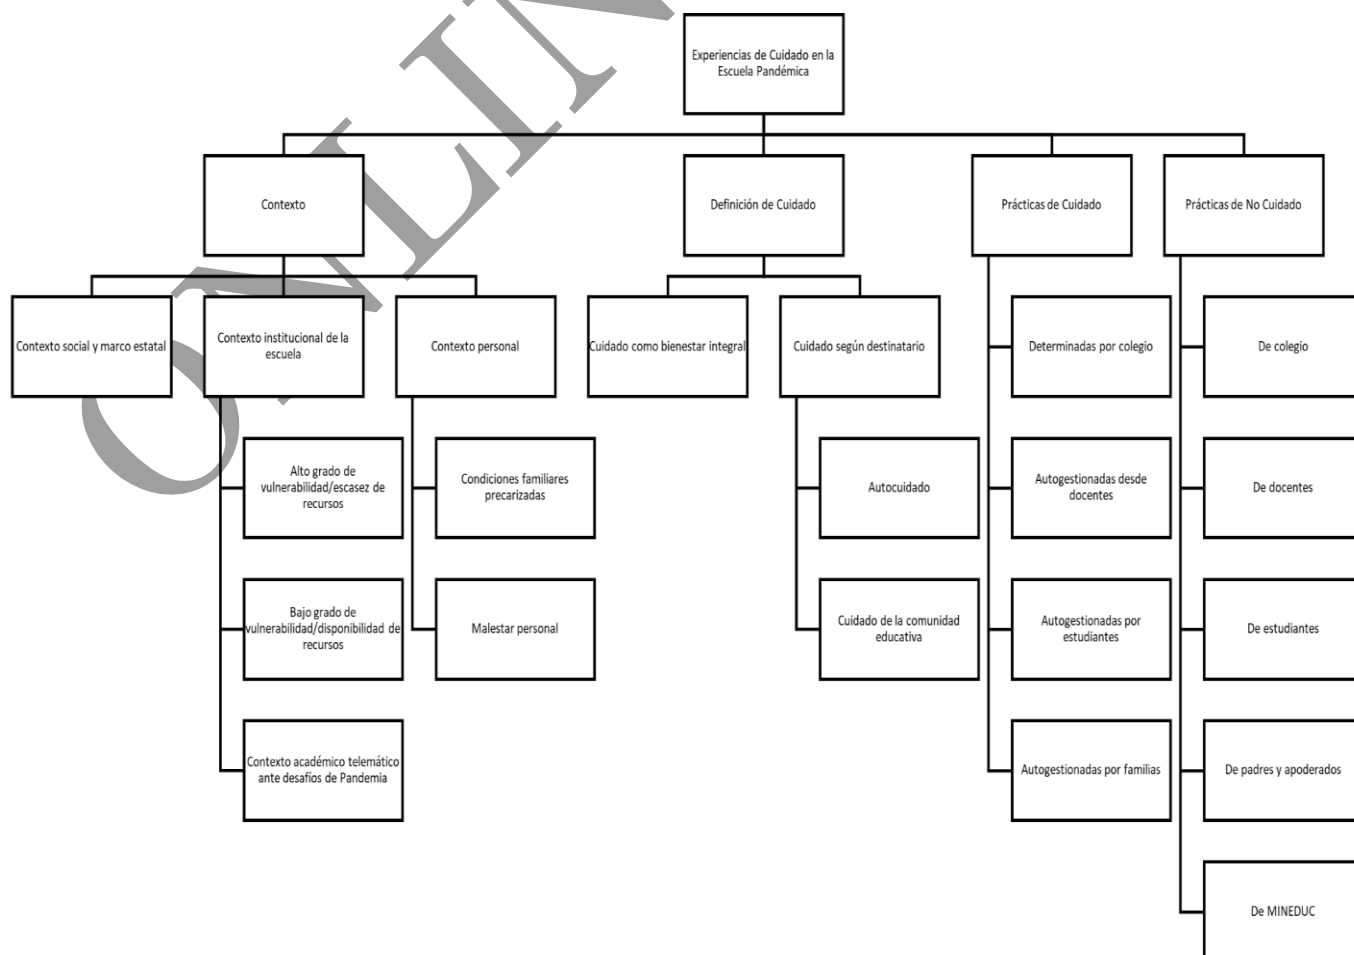 Experiencias de Cuidado en la
Escuela Pandémica
Contexto
Definición de Cuidado
Prácticas de Cuidado
Prácticas de No Cuidado
Contexto social y marco estatal
Contexto institucional de la
escuela
Contexto personal
Cuidado como bienestar integral
Cuidado según destinatario
Determinadas por colegio
De colegio
Alto grado de
vulnerabilidad/escasez de
recursos
Condiciones familiares
precarizadas
Autocuidado
Autogestionadas desde
docentes
De docentes
Bajo grado de
vulnerabilidad/disponibilidad de
recursos
Malestar personal
Cuidado de la comunidad
educativa
Autogestionadas por
estudiantes
De estudiantes
Contexto académico telemático
ante desafíos de Pandemia
Autogestionadas por familias
De padres y apoderados
De MINEDUC